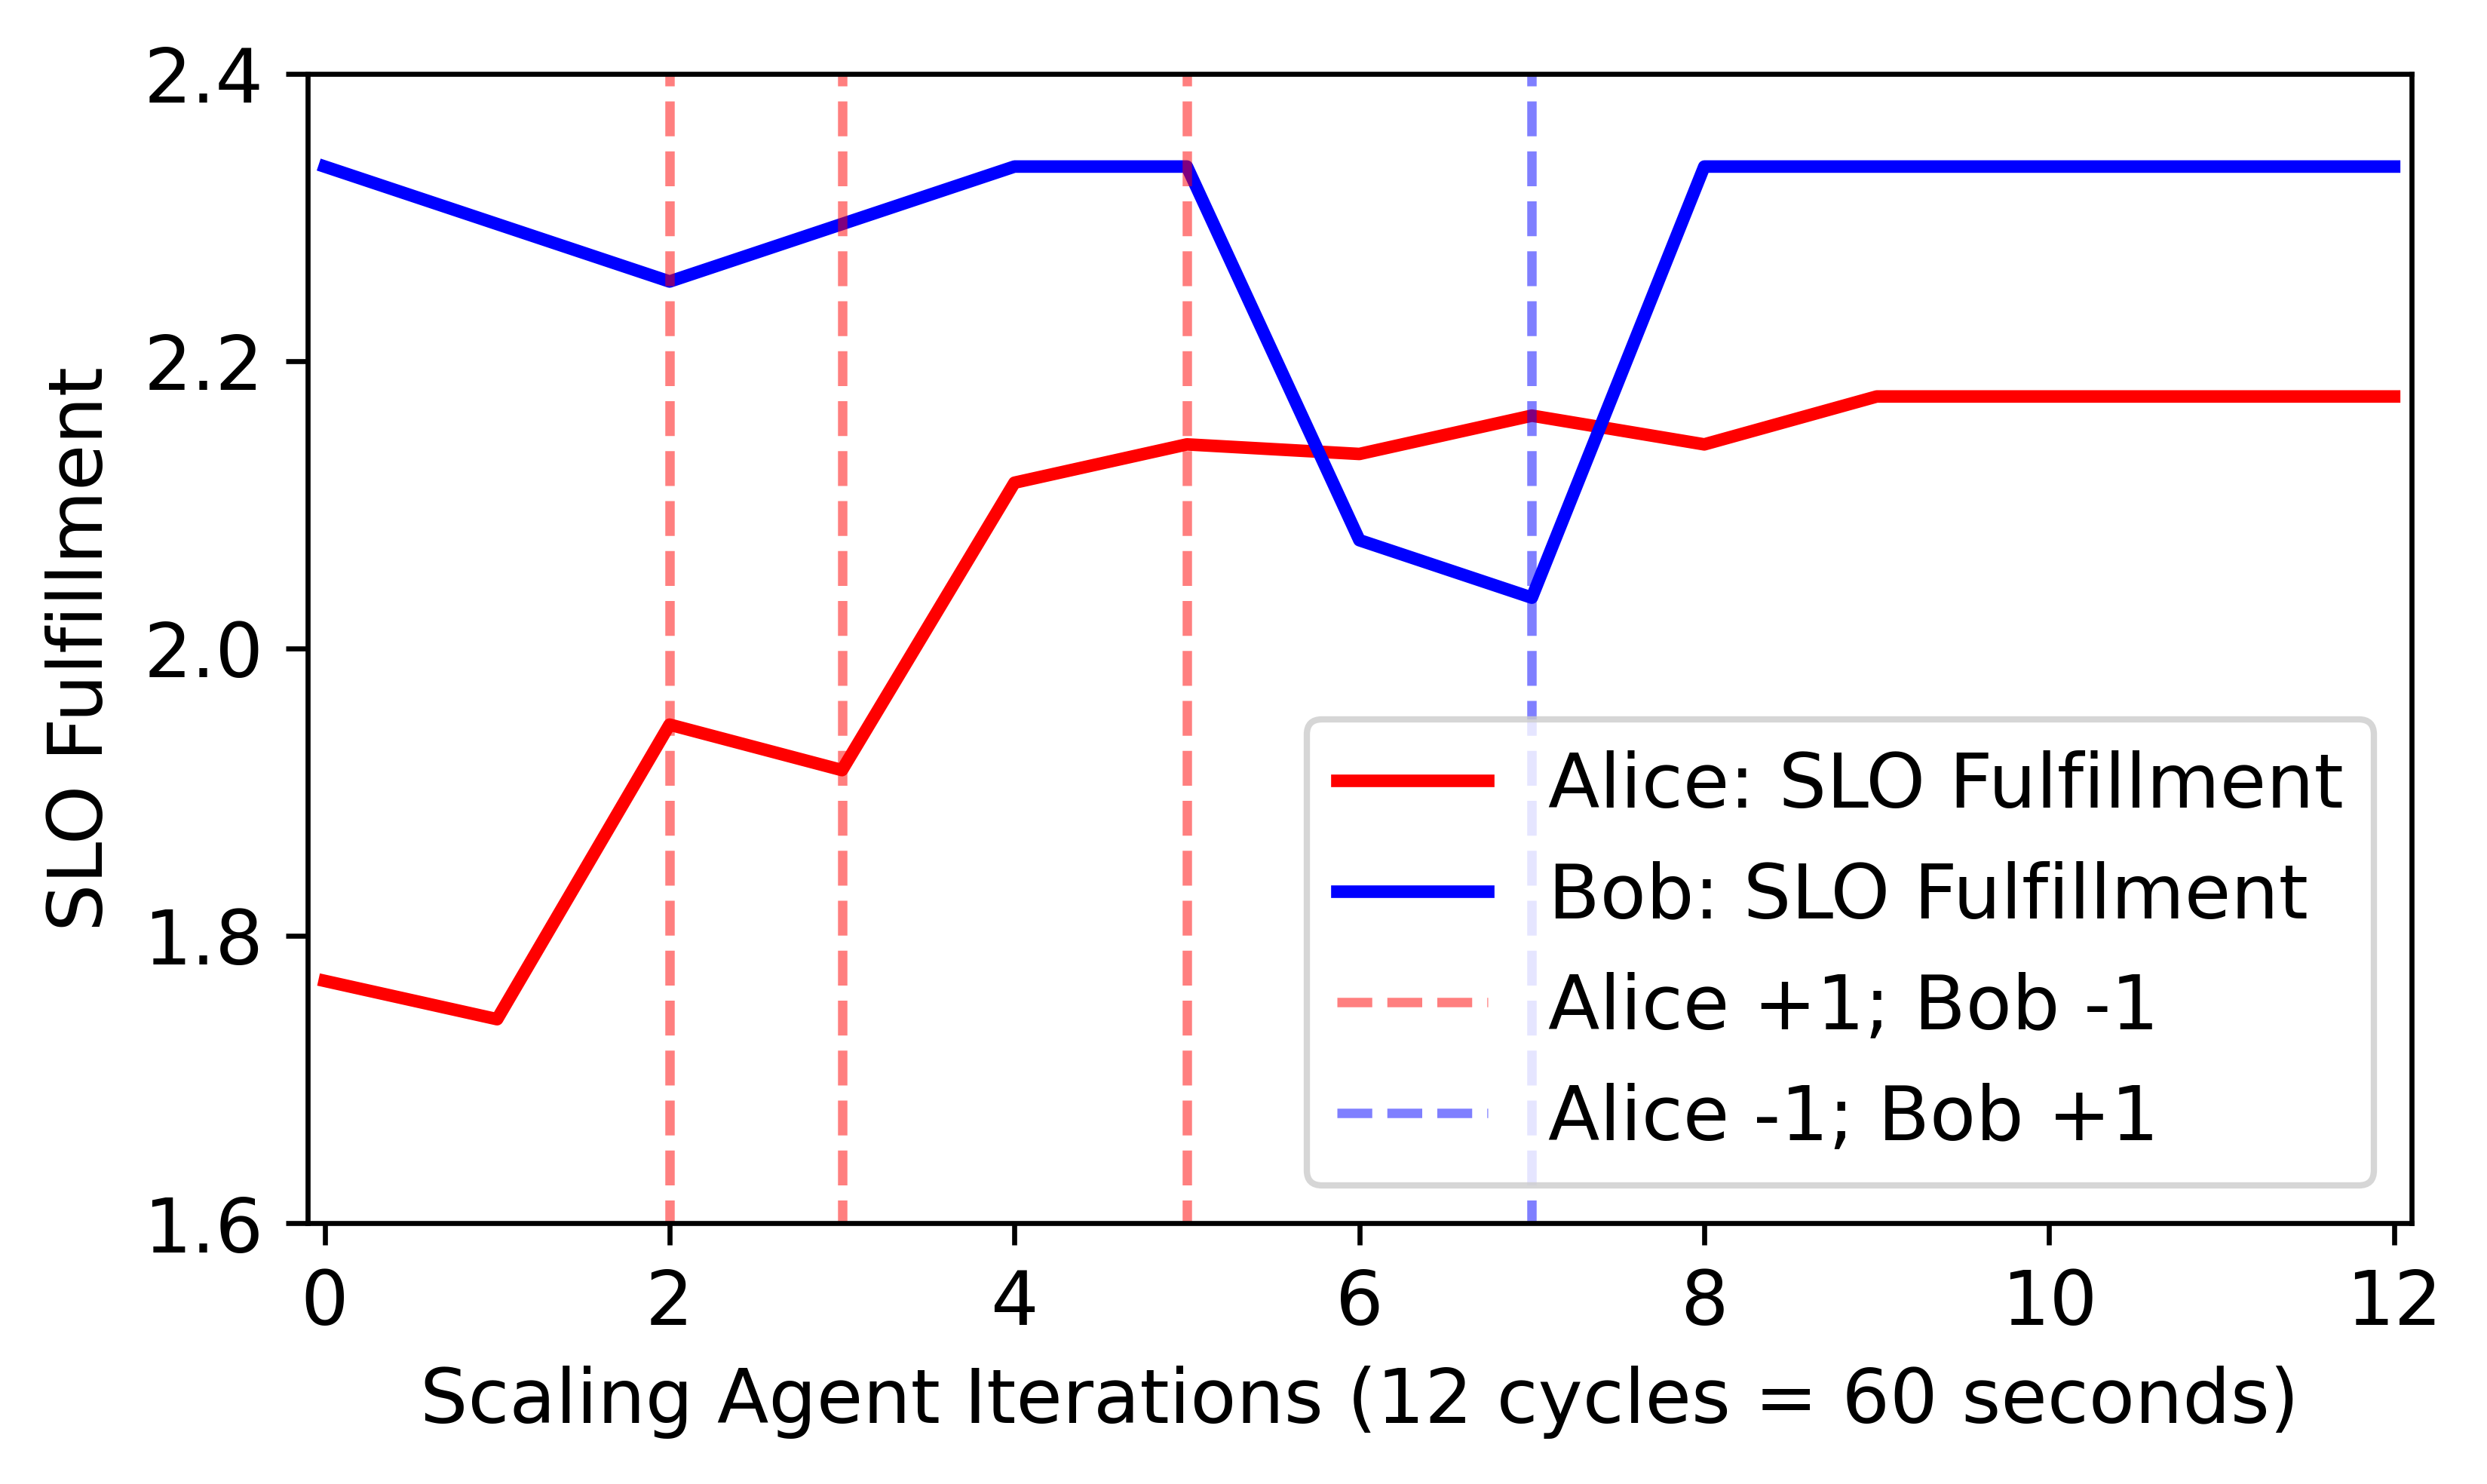 2.4
2.2
2.0
1.8
1.6
SLO Fulfillment
Alice: SLO Fulfillment
Bob: SLO Fulfillment
Alice +1; Bob -1
Alice -1; Bob +1
0 2 4 6 8 10 12
Scaling Agent Iterations (12 cycles = 60 seconds)